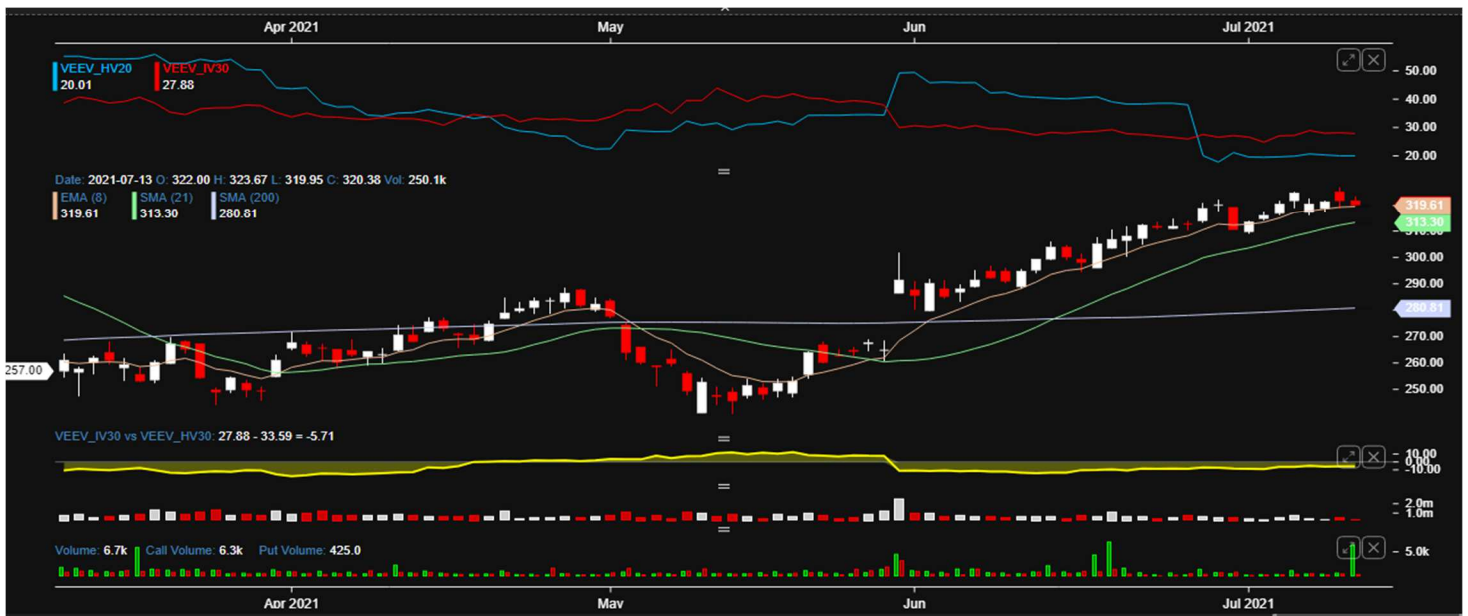 Apr 2021 May Jun Jul 2021
VEEV_HV20 VEEV_IV30
20.01 27.88
50.00
40.00
30.00
20.00
Date: 2021-07-13 O: 322.00 H: 323.67 L: 319.95 C: 320.38 Vol: 250.1k
EMA (8) SMA (21) SMA (200)
319.61 313.30 280.81
319.61
313.30
310.00
300.00
290.00
280.81
270.00
260.00
250.00
257.00
VEEV_IV30 vs VEEV_HV30: 27.88 - 33.59 = -5.71
10.00
0.00
-10.00
2.0m
1.0m
Volume: 6.7k Call Volume: 6.3k Put Volume: 425.0
5.0k
Apr 2021 May Jun Jul 2021